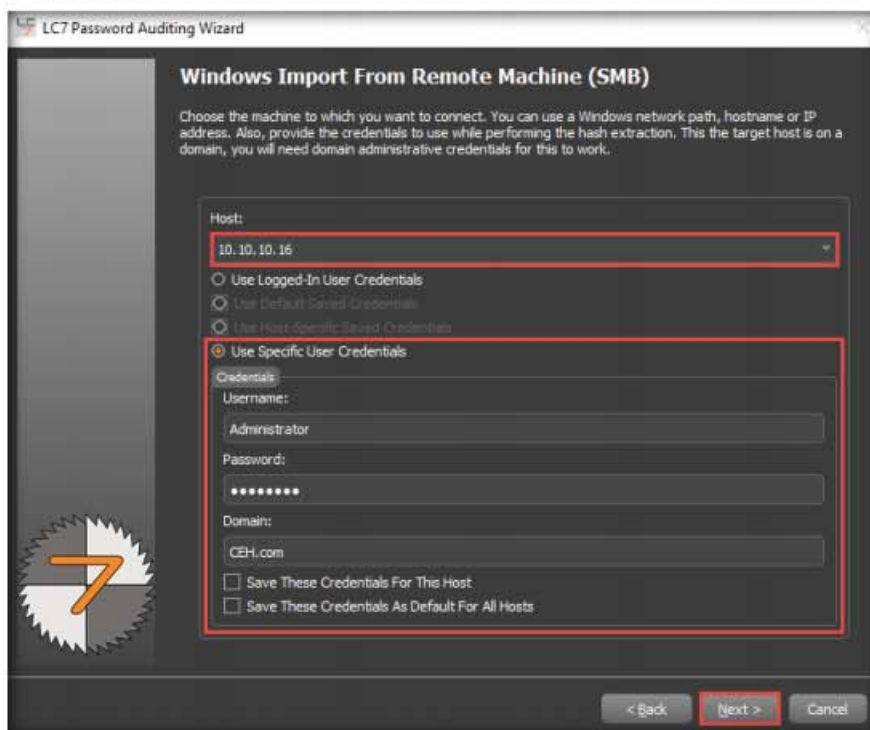 LC7 Password Auditing Wizard
Windows Import From Remote Machine (SMB)
Choose the machine to which you want to connect. You can use a Windows network path, hostname or IP
address. Also, provide the credentials to use while performing the hash extraction. This the target host is on a
domain, you will need domain administrative credentials for this to work.
Host:
10.10.10.16
Use Logged-In User Credentials
Use Default Saved Credentials
Use Host-Specific Saved Credentials
Use Specific User Credentials
Credentials
Username:
Administrator
Password:
••••••••
Domain:
CEH.com
Save These Credentials For This Host
Save These Credentials As Default For All Hosts
7
< Back Next > Cancel